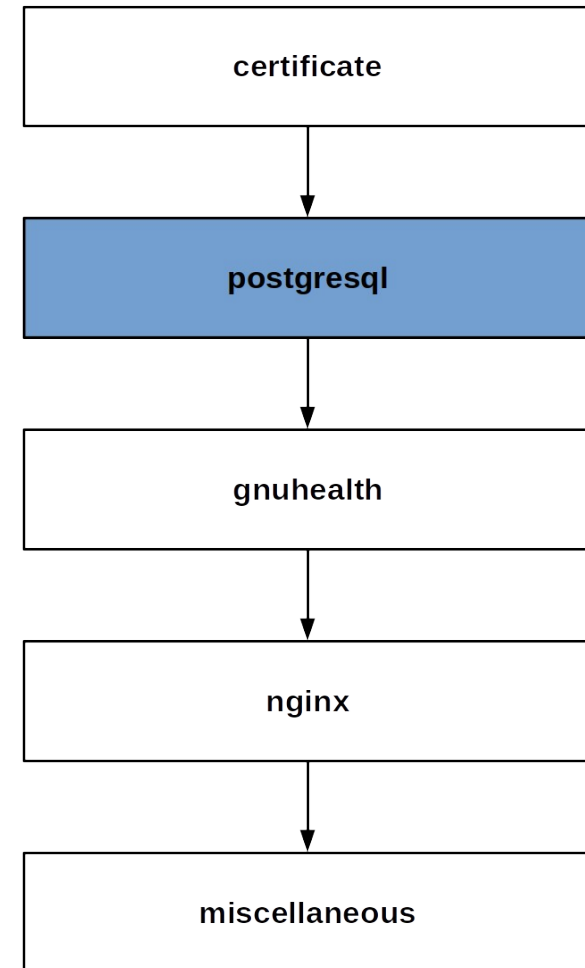 certificate
postgresql
gnuhealth
nginx
miscellaneous